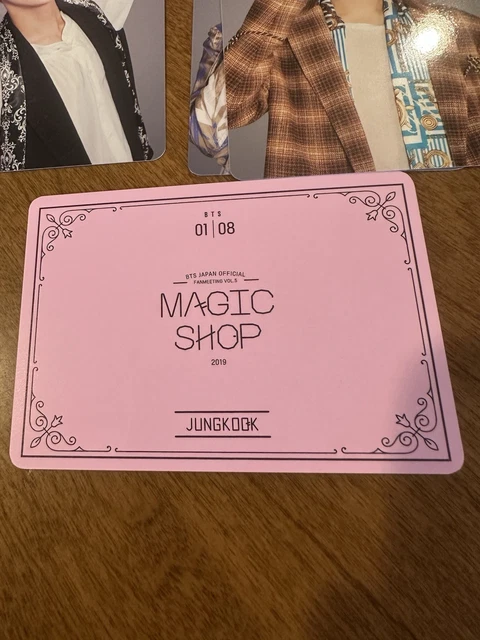 BTS
01|08
BTS JAPAN OFFICIAL
FANMEETING VOL.5
MAGIC
SHOP
2019
JUNGKOOK